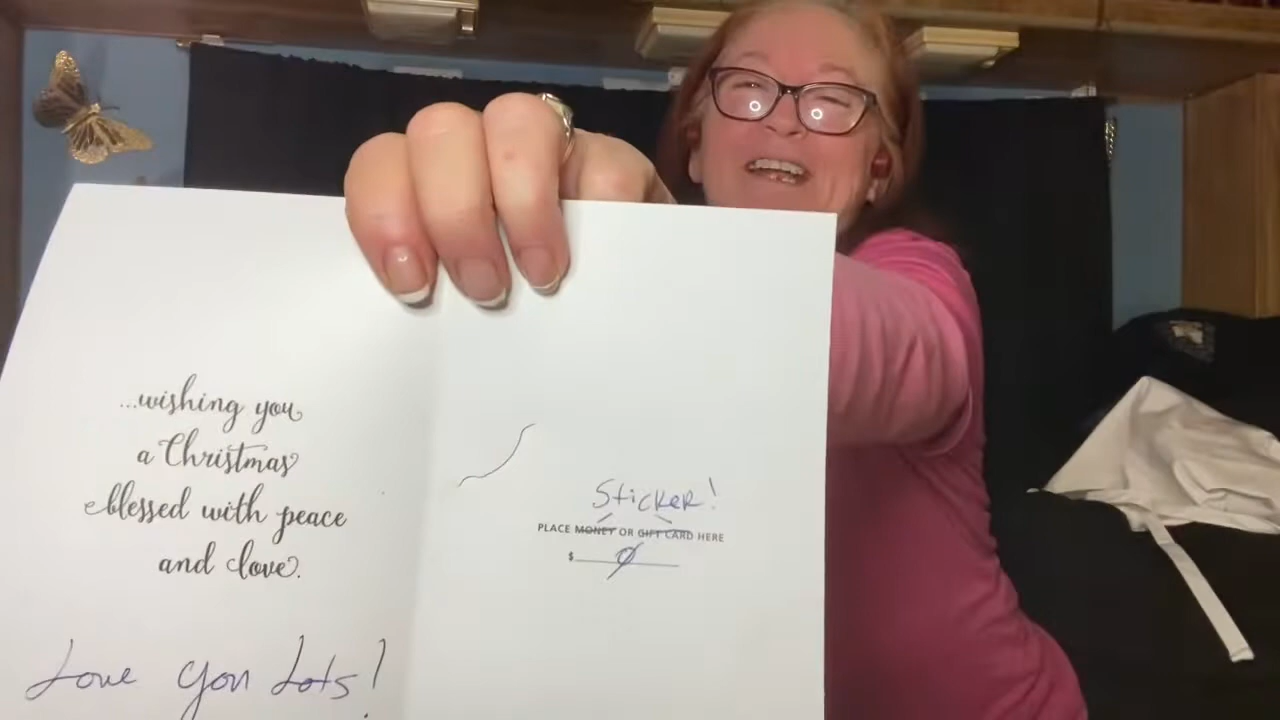 ...wishing you
a Christmas
blessed with peace
and love.
Love you Lots!
Sticker!
PLACE MONEY OR GIFT CARD HERE
$ 0